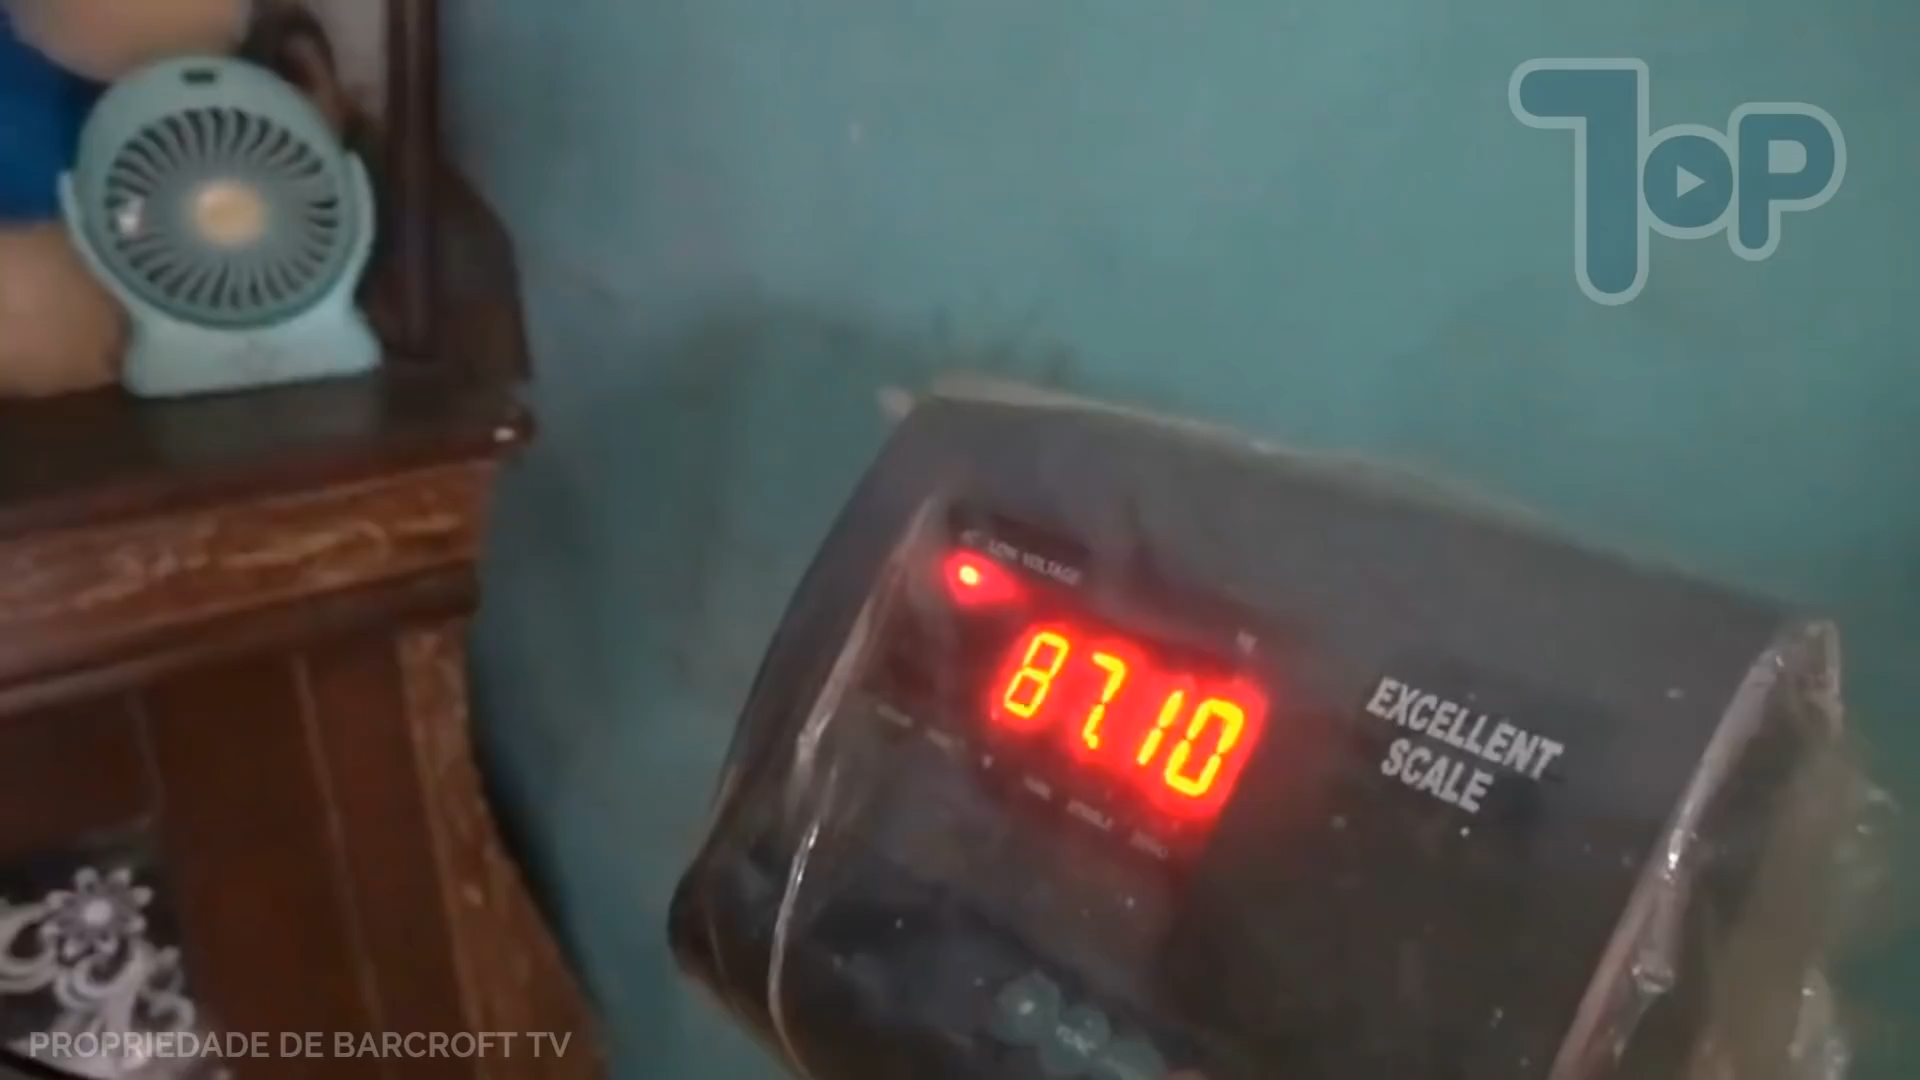 TOP
LOW VOLTAGE
87.10
EXCELLENT
SCALE
PROPRIEDADE DE BARCROFT TV